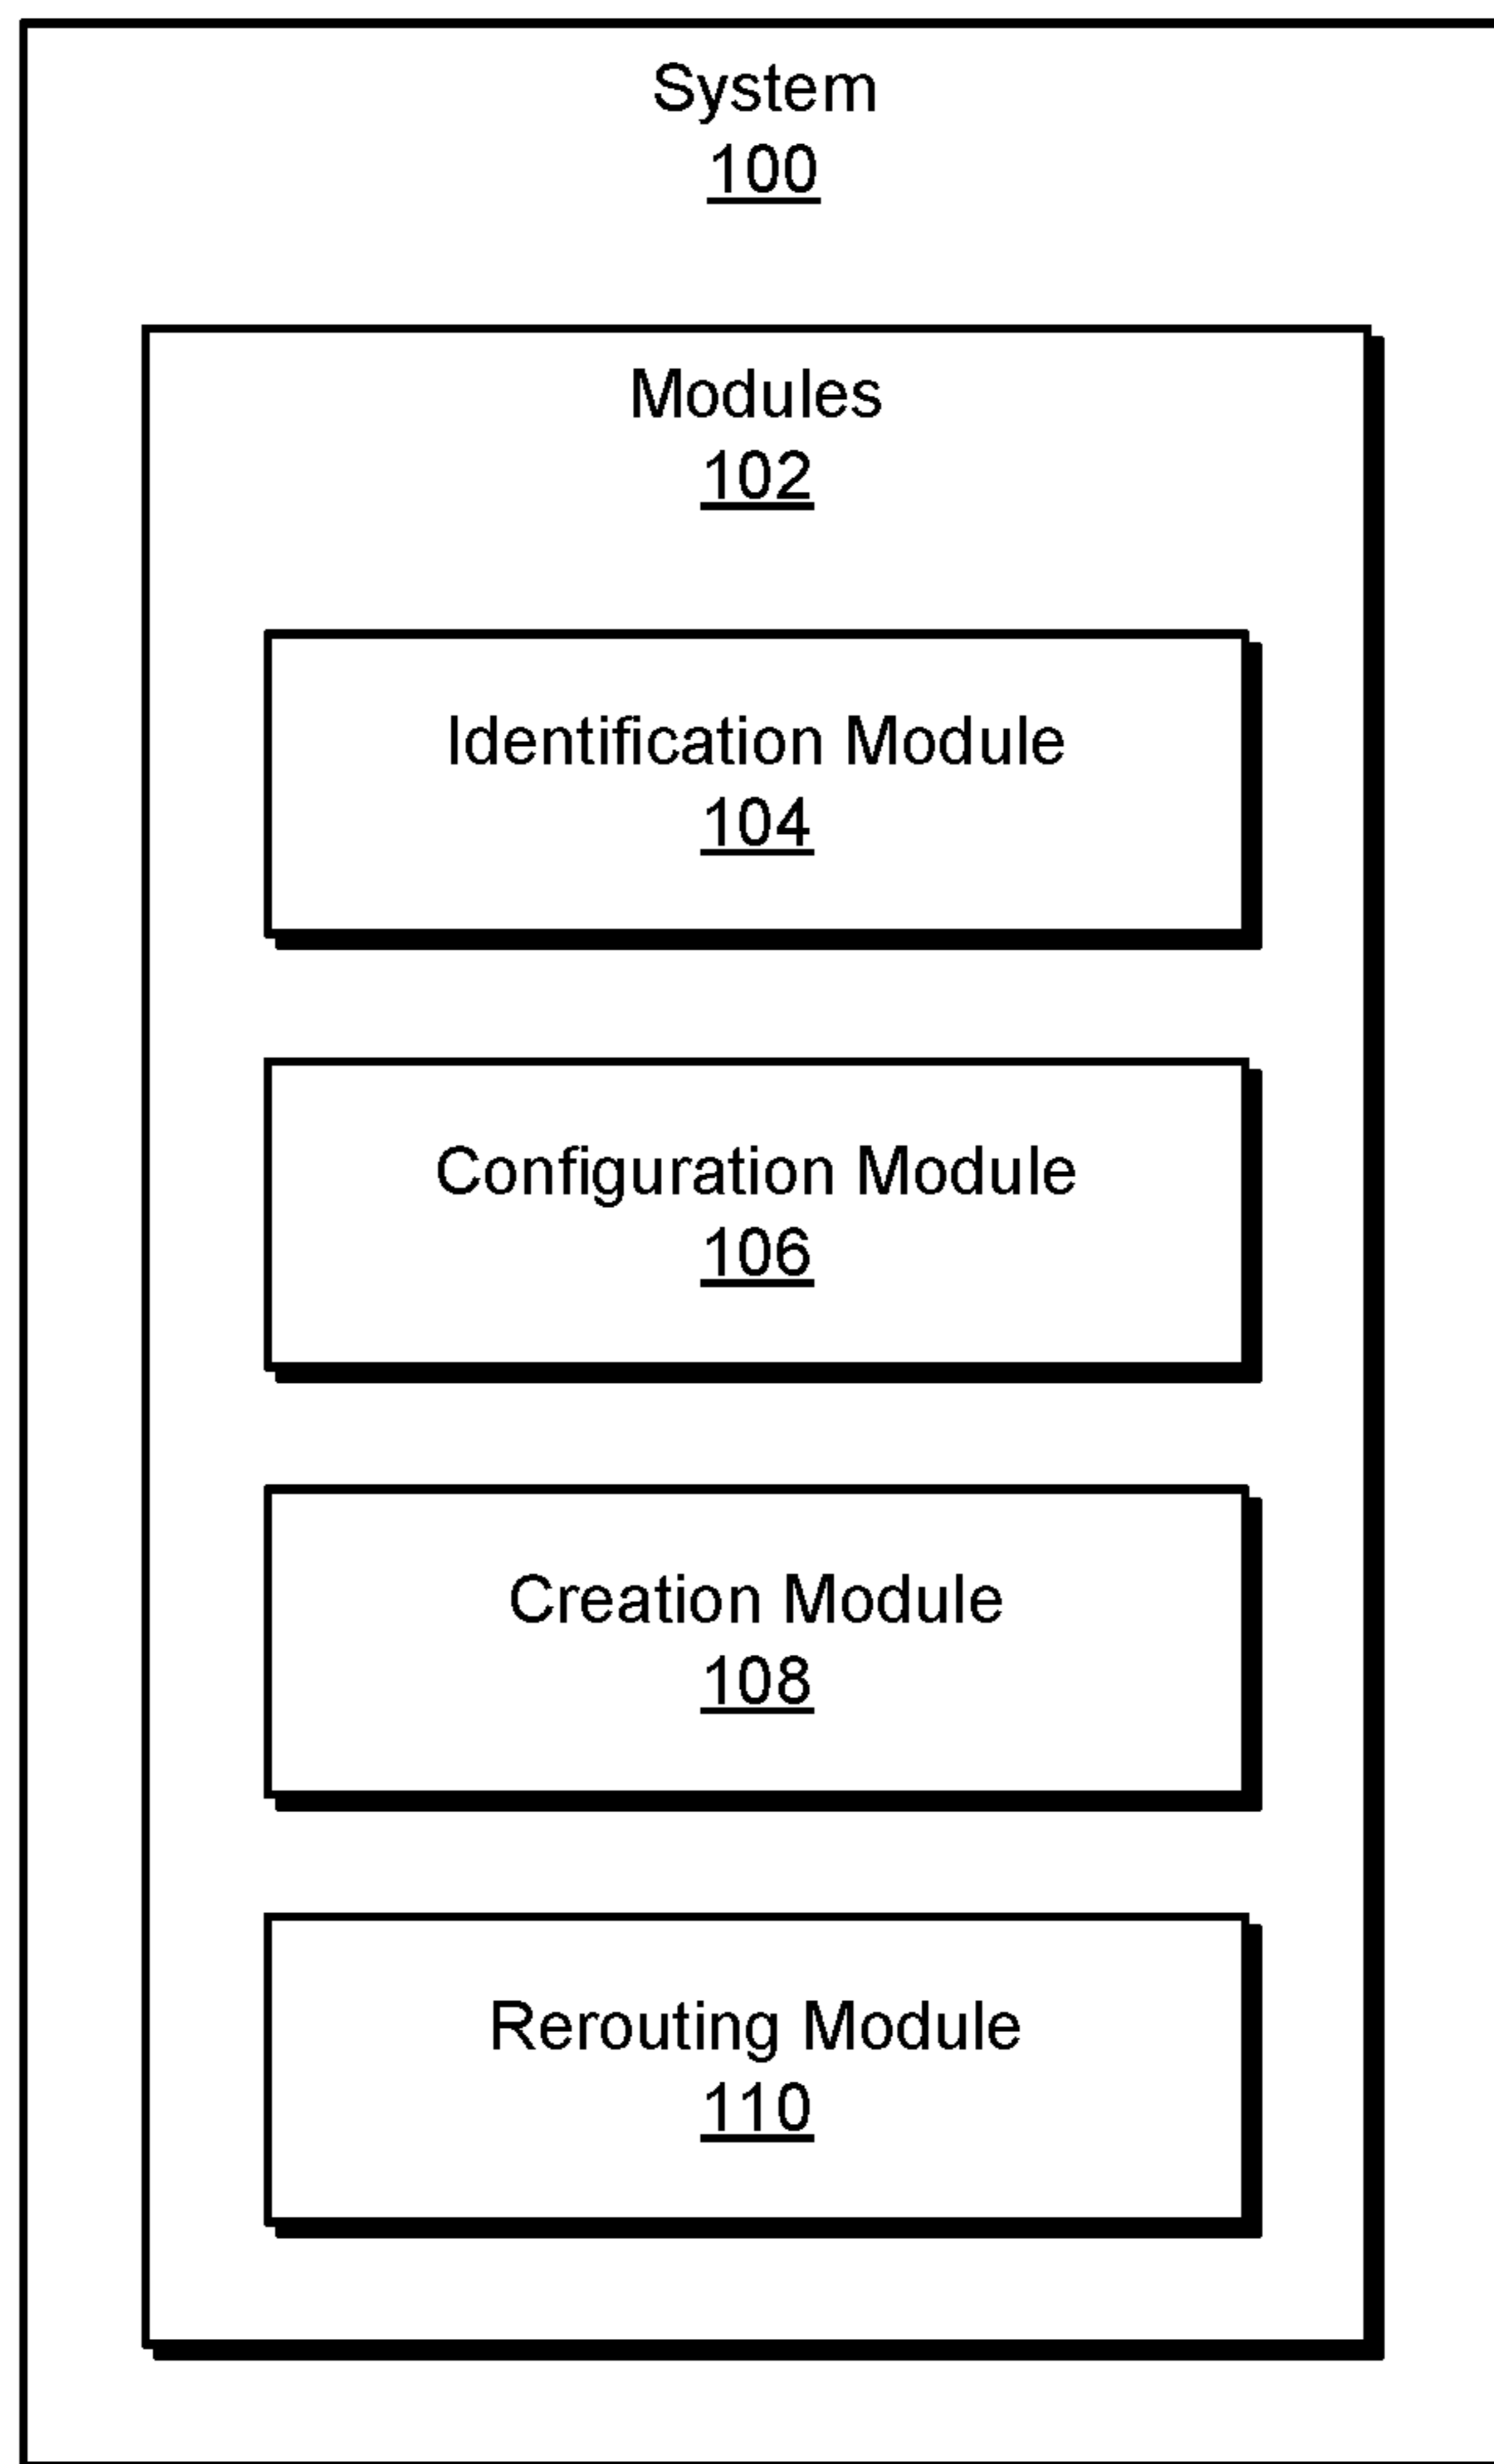 System
100
Modules
102
Identification Module
104
Configuration Module
106
Creation Module
108
Rerouting Module
110